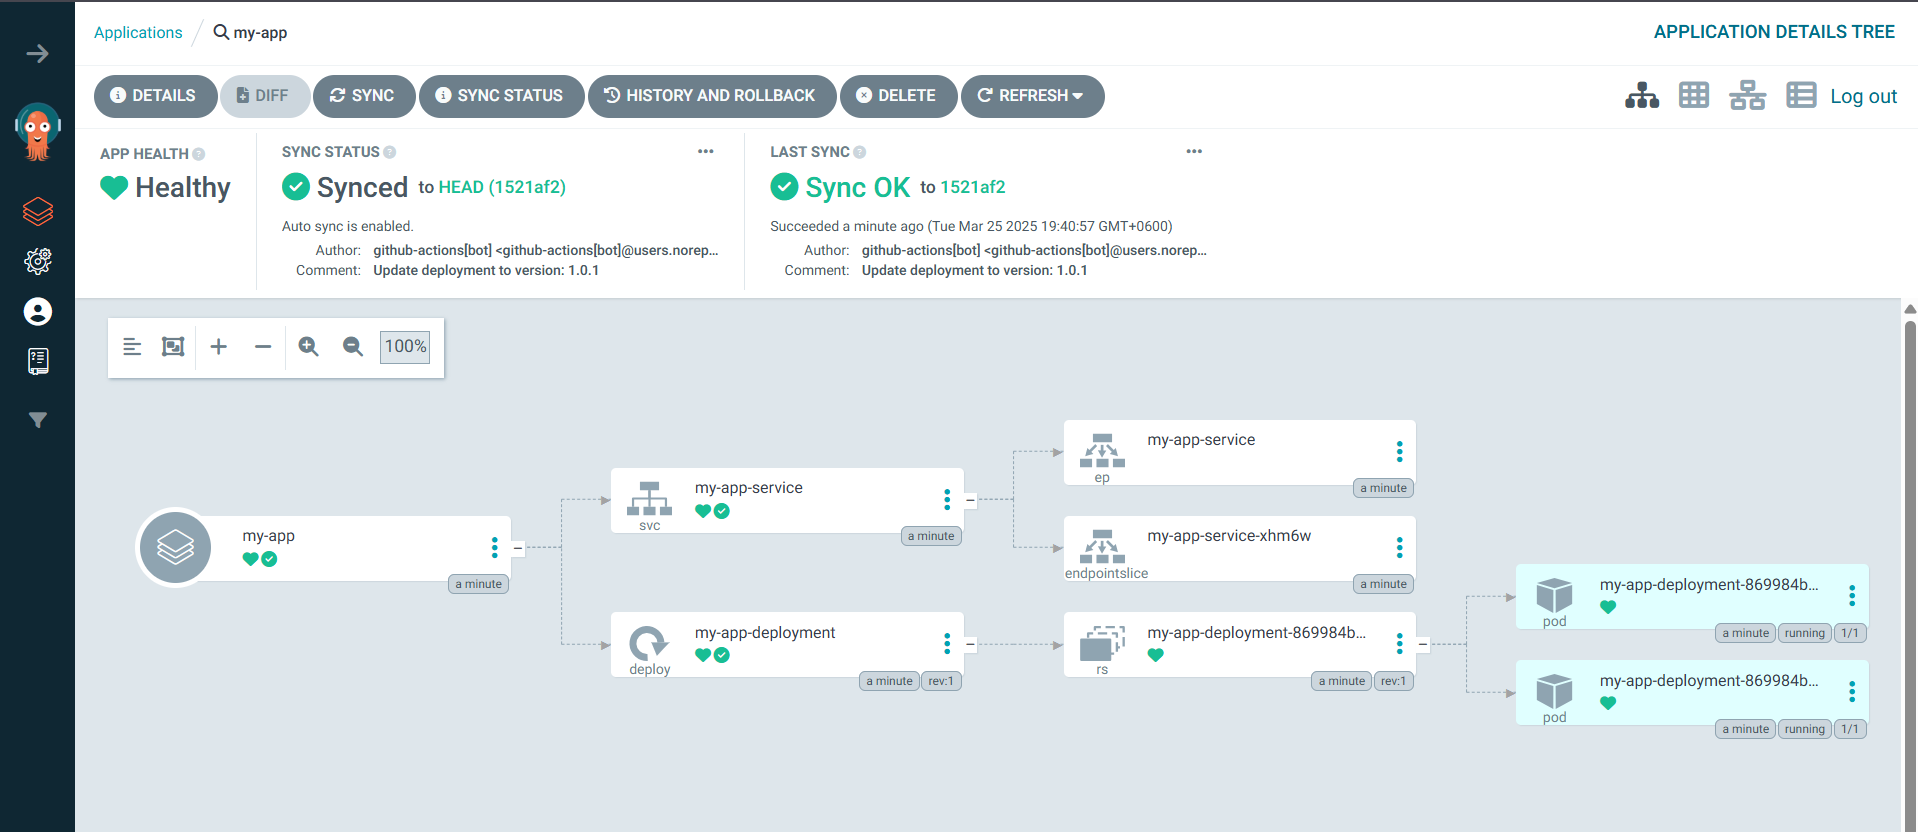 Applications
my-app
APPLICATION DETAILS TREE
DETAILS
DIFF
SYNC
SYNC STATUS
HISTORY AND ROLLBACK
DELETE
REFRESH
Log out
APP HEALTH
Healthy
SYNC STATUS
Synced to HEAD (1521af2)
Auto sync is enabled.
Author: github-actions[bot] <github-actions[bot]@users.norep...
Comment: Update deployment to version: 1.0.1
LAST SYNC
Sync OK to 1521af2
Succeeded a minute ago (Tue Mar 25 2025 19:40:57 GMT+0600)
Author: github-actions[bot] <github-actions[bot]@users.norep...
Comment: Update deployment to version: 1.0.1
100%
my-app
a minute
my-app-service
svc
a minute
my-app-deployment
deploy
a minute
rev:1
my-app-service
ep
a minute
my-app-service-xhm6w
endpointslice
a minute
my-app-deployment-869984b...
rs
a minute
rev:1
my-app-deployment-869984b...
pod
a minute
running
1/1
my-app-deployment-869984b...
pod
a minute
running
1/1